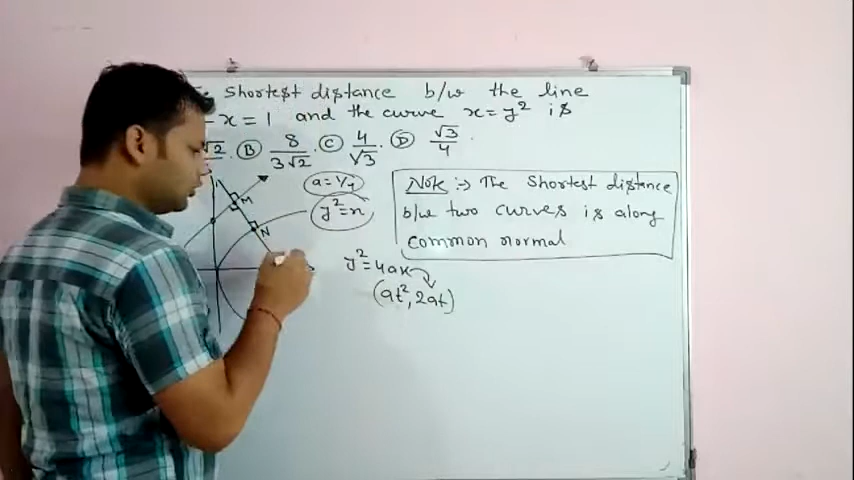 shortest distance b/w the line
- x = 1 and the curve x = y² is
√2 . Ⓑ 8/3√2 Ⓒ 4/√3 . Ⓓ √3/4 .
a = 1/4
y² = x
M
N
Note :-> The shortest distance
b/w two curves is along
common normal
y² = 4ax
(at², 2at)